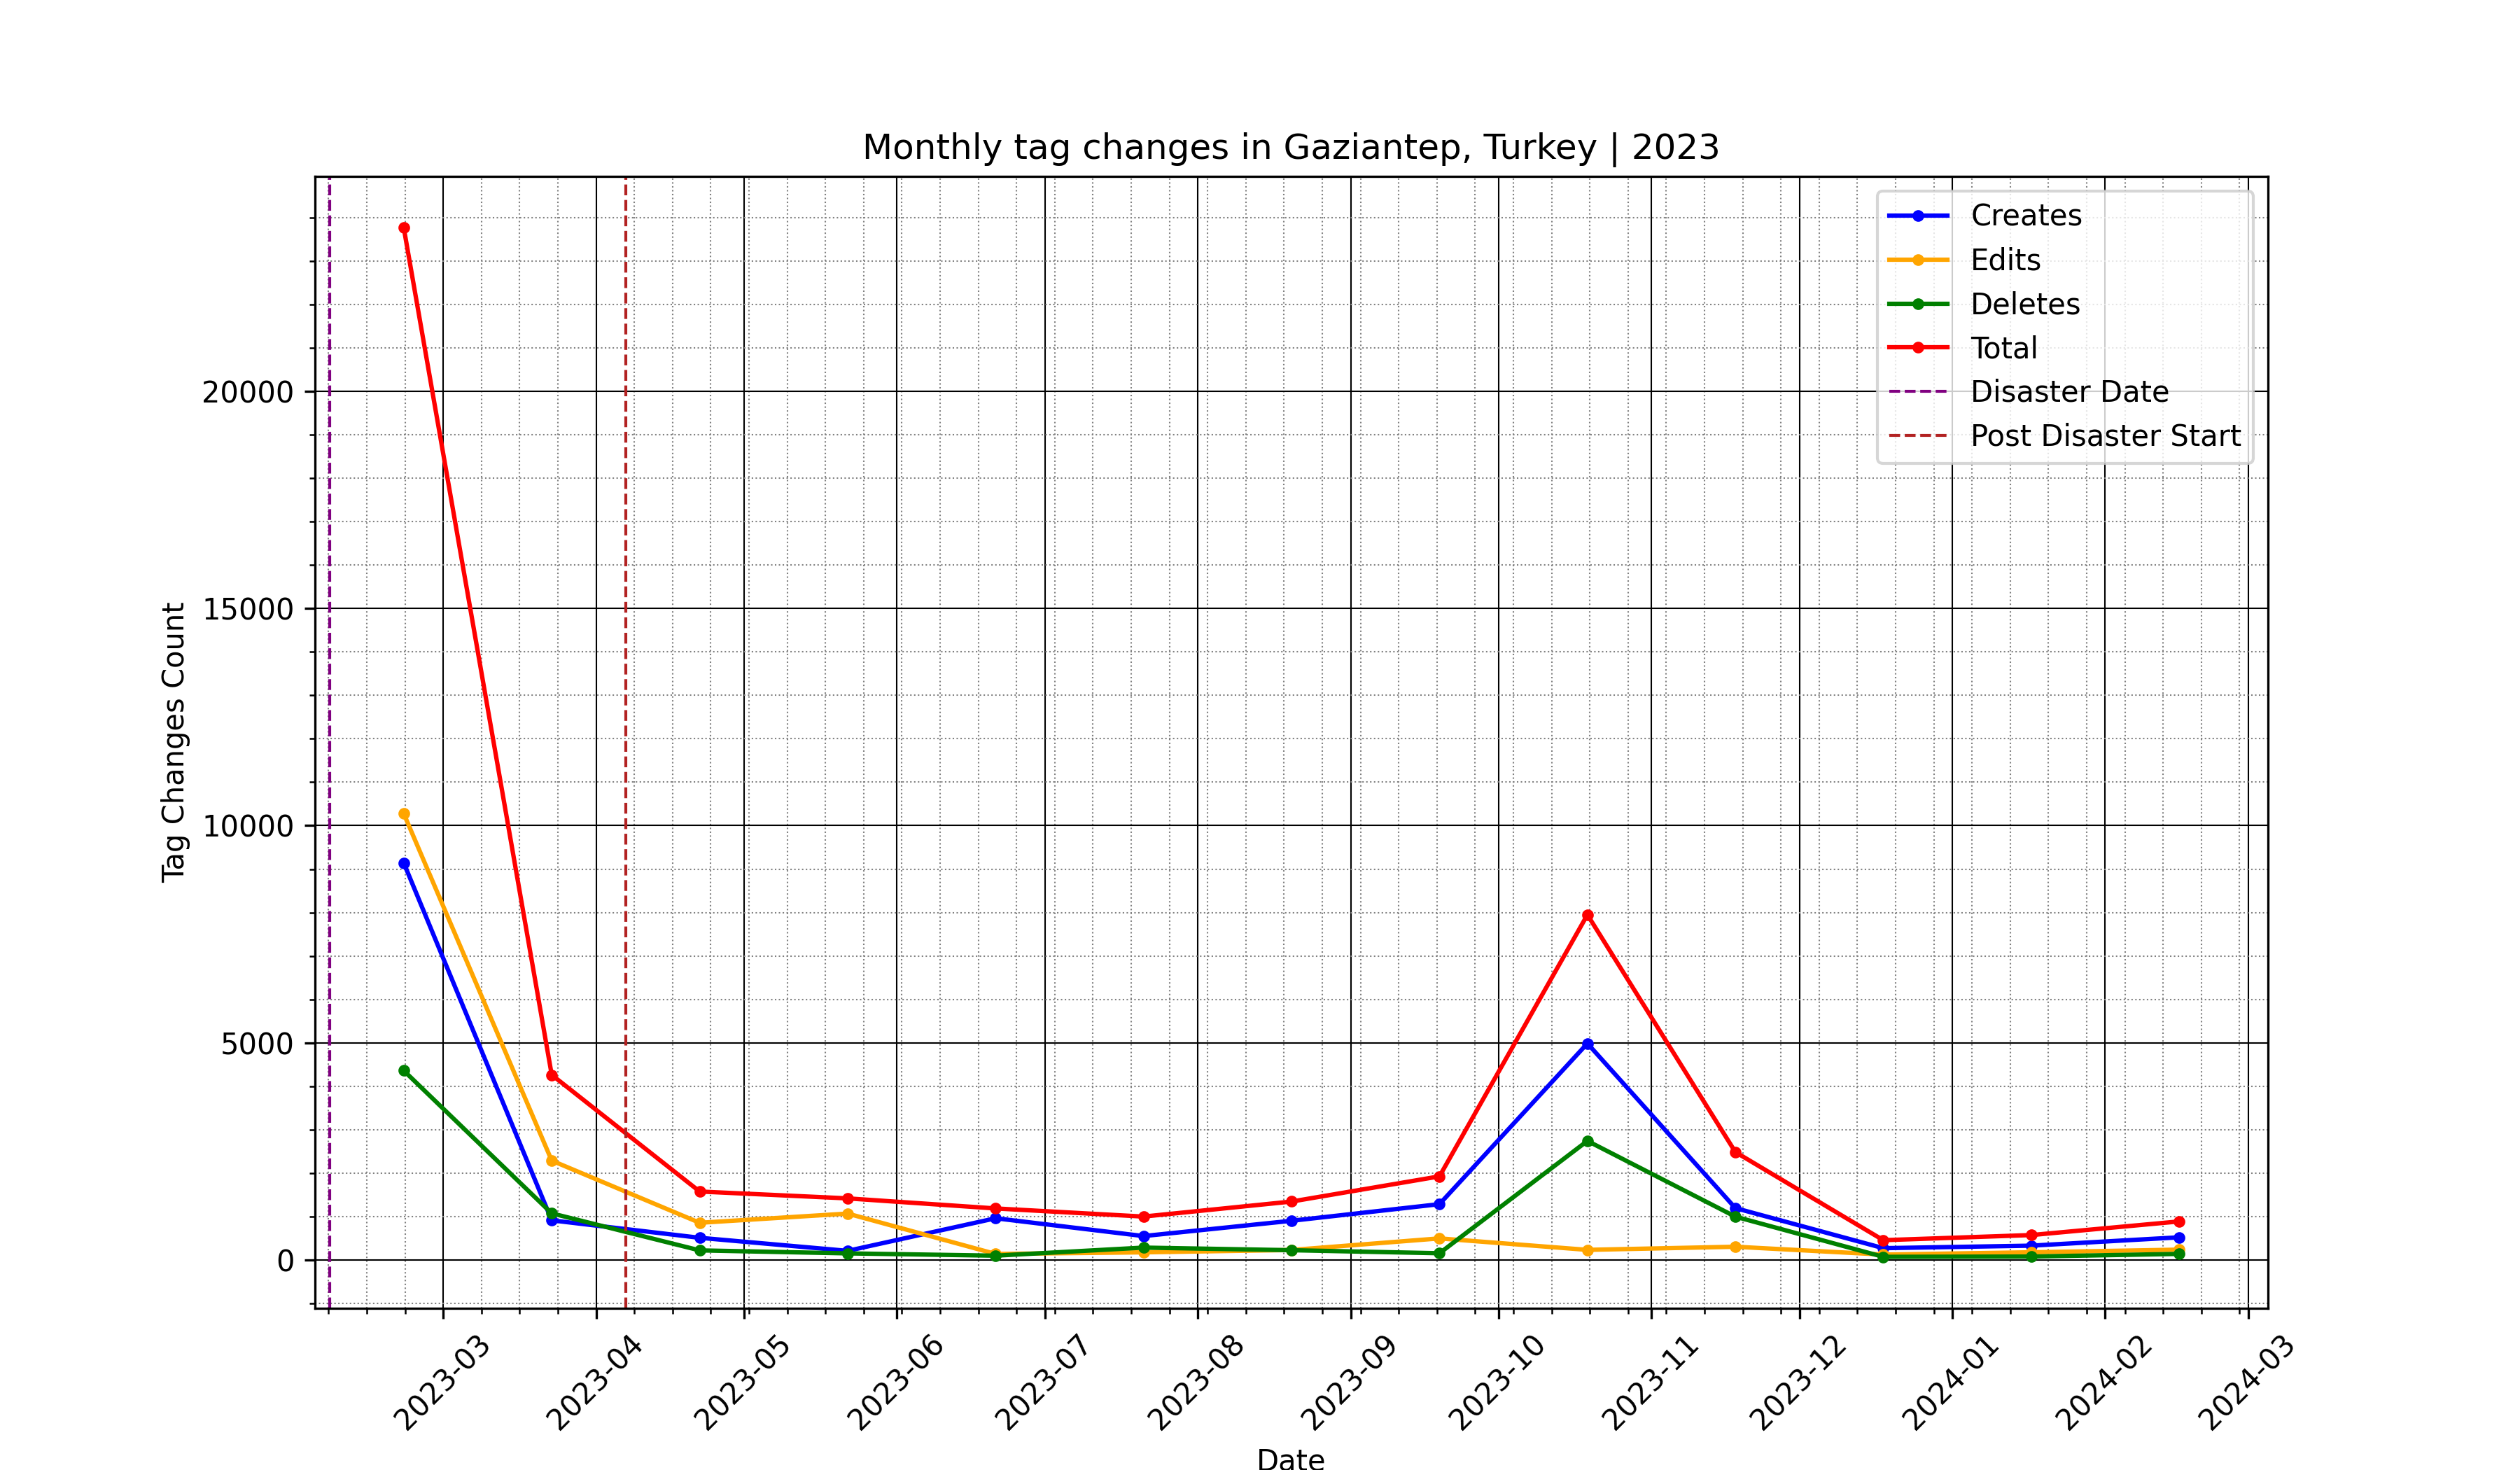 Monthly tag changes in Gaziantep, Turkey | 2023
Creates
Edits
Deletes
Total
Disaster Date
Post Disaster Start
Tag Changes Count
20000
15000
10000
5000
0
2023-03
2023-04
2023-05
2023-06
2023-07
2023-08
2023-09
2023-10
2023-11
2023-12
2024-01
2024-02
2024-03
Date